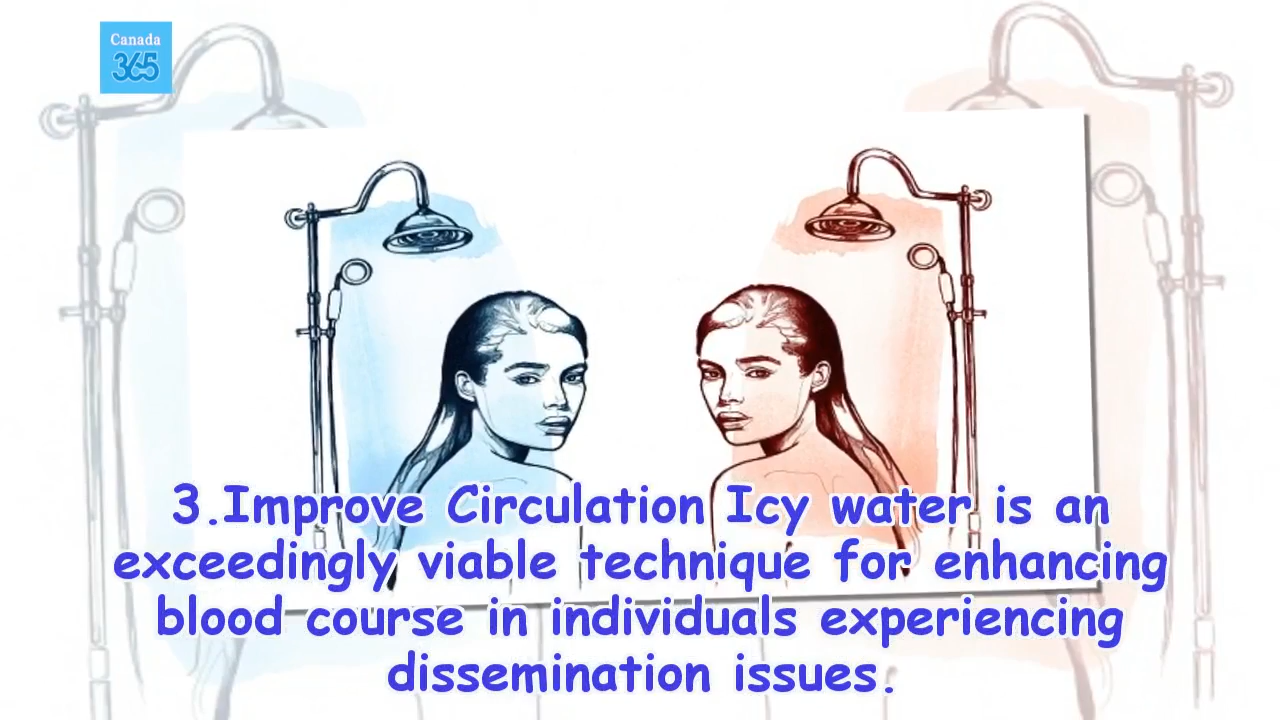 Canada
365
3.Improve Circulation Icy water is an
exceedingly viable technique for enhancing
blood course in individuals experiencing
dissemination issues.